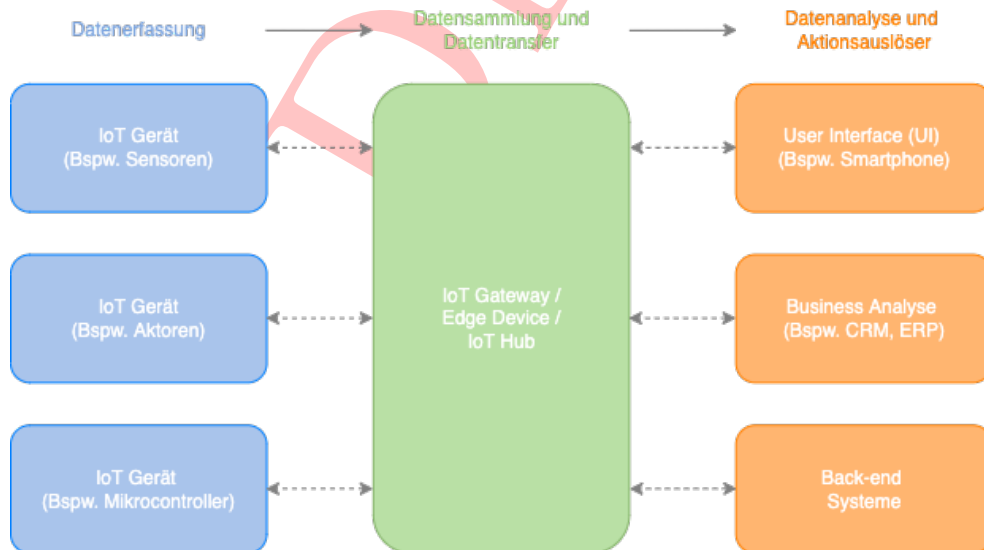 Datenerfassung
Datensammlung und
Datentransfer
Datenanalyse und
Aktionsauslöser
IoT Gerät
(Bspw. Sensoren)
User Interface (UI)
(Bspw. Smartphone)
IoT Gerät
(Bspw. Aktoren)
IoT Gateway /
Edge Device /
IoT Hub
Business Analyse
(Bspw. CRM, ERP)
IoT Gerät
(Bspw. Mikrocontroller)
Back-end
Systeme